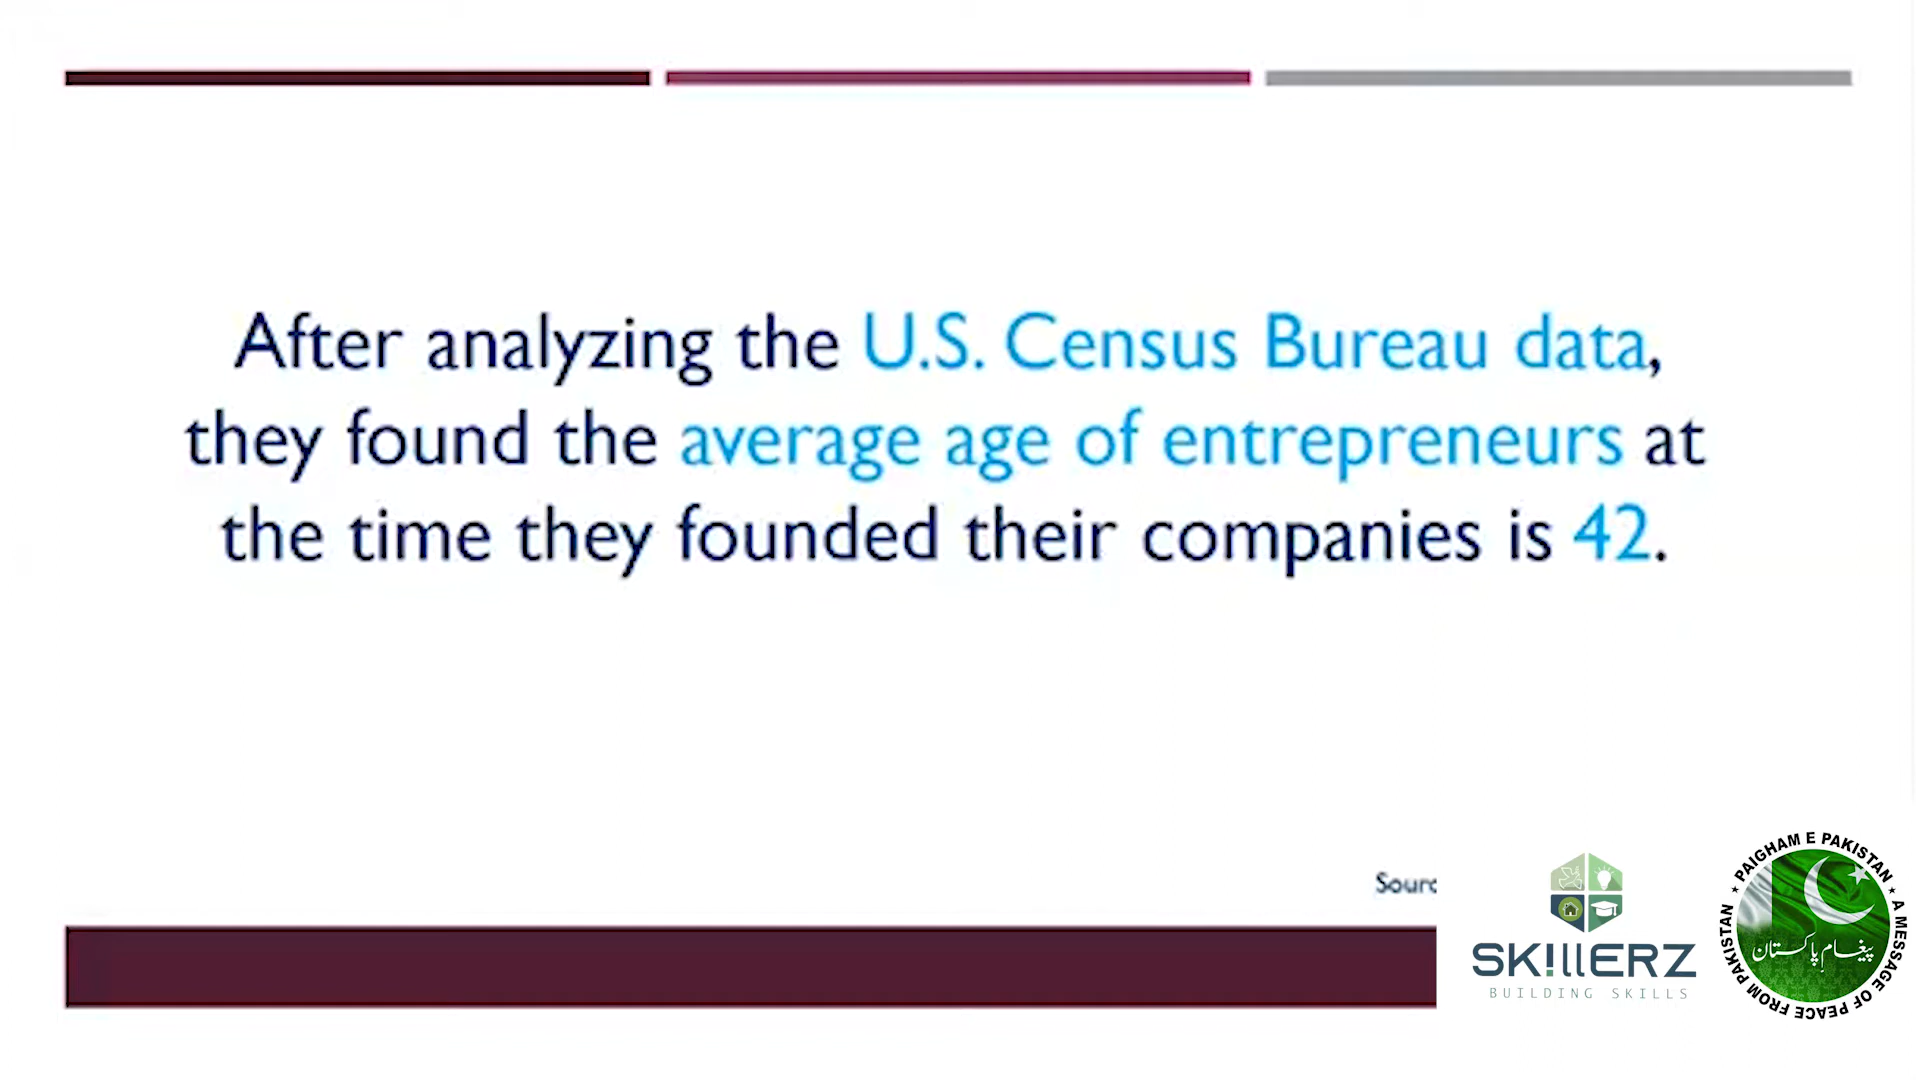 After analyzing the U.S. Census Bureau data,
they found the average age of entrepreneurs at
the time they founded their companies is 42.
Sourc
SK!llERZ
BUILDING SKILLS
★ PAIGHAM E PAKISTAN ★ A MESSAGE OF PEACE FROM PAKISTAN
پیغامِ پاکستان